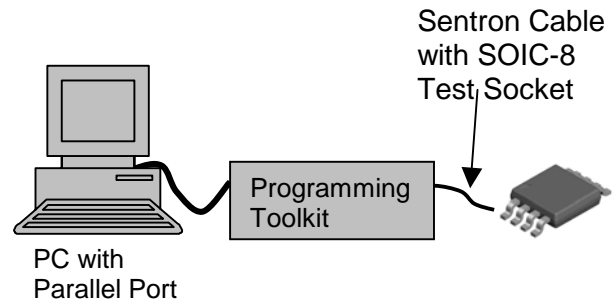 Sentron Cable
with SOIC-8
Test Socket
Programming
Toolkit
PC with
Parallel Port